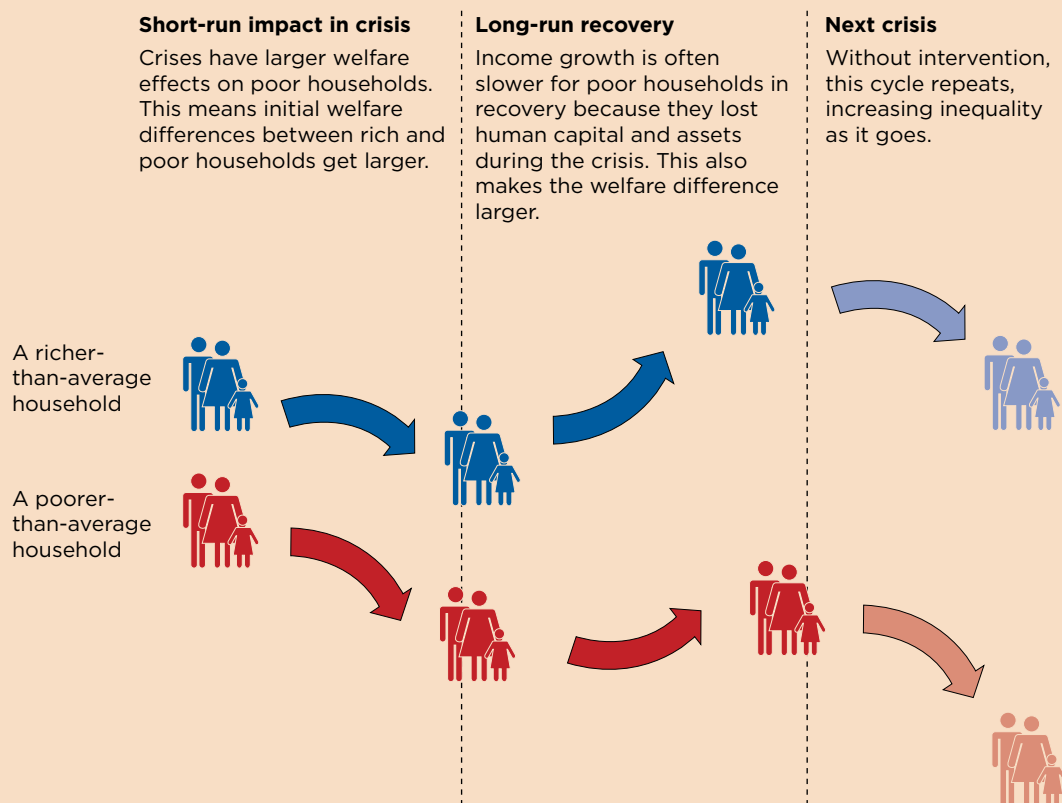 Short-run impact in crisis
Crises have larger welfare
effects on poor households.
This means initial welfare
differences between rich and
poor households get larger.
Long-run recovery
Income growth is often
slower for poor households in
recovery because they lost
human capital and assets
during the crisis. This also
makes the welfare difference
larger.
Next crisis
Without intervention,
this cycle repeats,
increasing inequality
as it goes.
A richer-
than-average
household
A poorer-
than-average
household